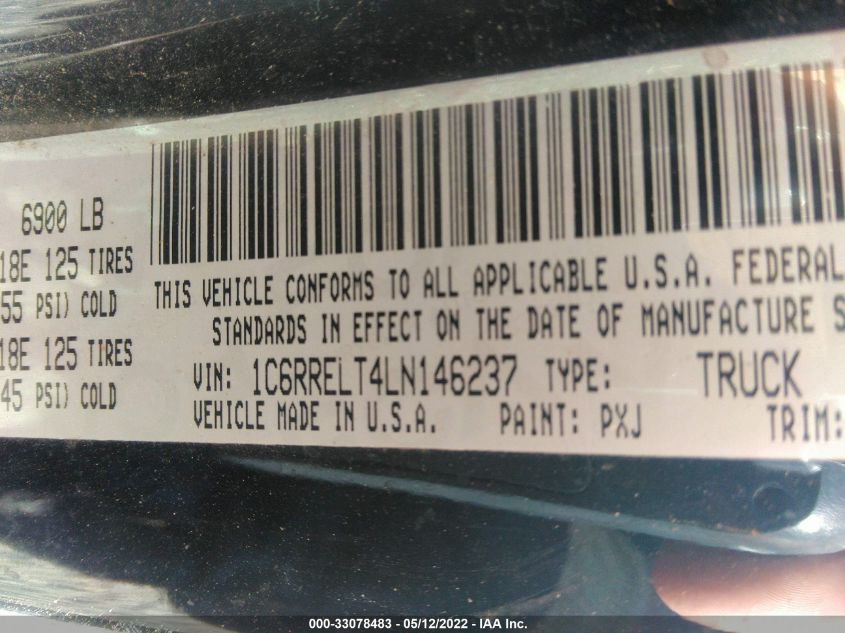 6900 LB
18E 125 TIRES
55 PSI) COLD
18E 125 TIRES
45 PSI) COLD
THIS VEHICLE CONFORMS TO ALL APPLICABLE U.S.A. FEDERAL
STANDARDS IN EFFECT ON THE DATE OF MANUFACTURE S
VIN: 1C6RRELT4LN146237 TYPE: TRUCK
VEHICLE MADE IN U.S.A. PAINT: PXJ TRIM:
000-33078483 - 05/12/2022 - IAA Inc.